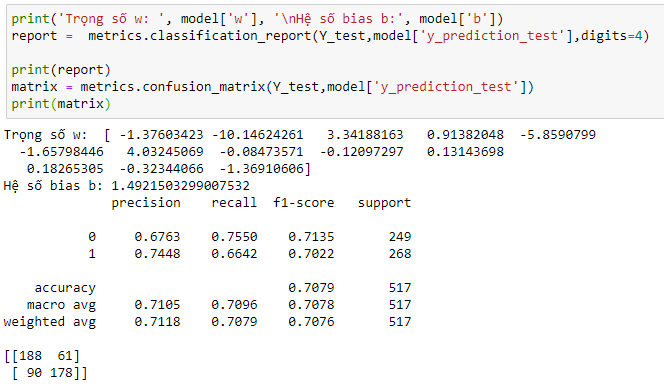 print('Trọng số w: ', model['w'], '\nHệ số bias b:', model['b'])
report =  metrics.classification_report(Y_test,model['y_prediction_test'],digits=4)
print(report)
matrix = metrics.confusion_matrix(Y_test,model['y_prediction_test'])
print(matrix)
Trọng số w:  [ -1.37603423 -10.14624261   3.34188163   0.91382048  -5.8590799
  -1.65798446   4.03245069  -0.08473571  -0.12097297   0.13143698
   0.18265305  -0.32344066  -1.36910606]
Hệ số bias b: 1.4921503299007532
              precision    recall  f1-score   support
           0     0.6763    0.7550    0.7135       249
           1     0.7448    0.6642    0.7022       268
    accuracy                         0.7079       517
   macro avg     0.7105    0.7096    0.7078       517
weighted avg     0.7118    0.7079    0.7076       517
[[188  61]
 [ 90 178]]